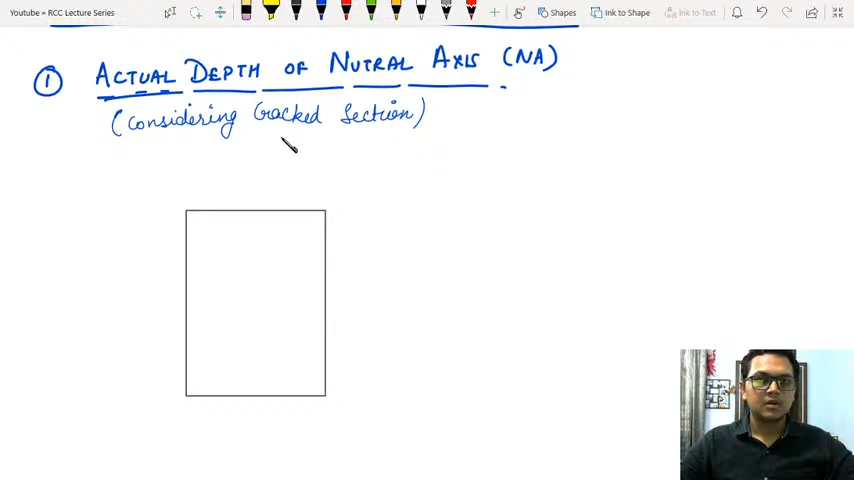 Youtube » RCC Lecture Series
Shapes
Ink to Shape
Ink to Text
① ACTUAL DEPTH OF NUTRAL AXIS (NA)
(Considering Cracked Section)